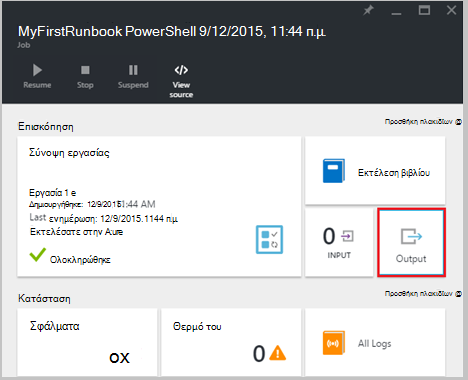 MyFirstRunbook PowerShell 9/12/2015, 11:44 π.μ.
Job
Resume
Stop
Suspend
View source
Επισκόπηση
Προσθήκη πλακιδίων
Σύνοψη εργασίας
Εργασία 1 e
Δημιουργήθηκε: 12/9/2015 1:44 AM
Last ενημέρωση: 12/9/2015.1144 π.μ
Εκτελέσατε στην Aure
Ολοκληρώθηκε
Εκτέλεση βιβλίου
0
INPUT
Output
Κατάσταση
Προσθήκη πλακιδίων
Σφάλματα
ox
Θερμό του
0
All Logs